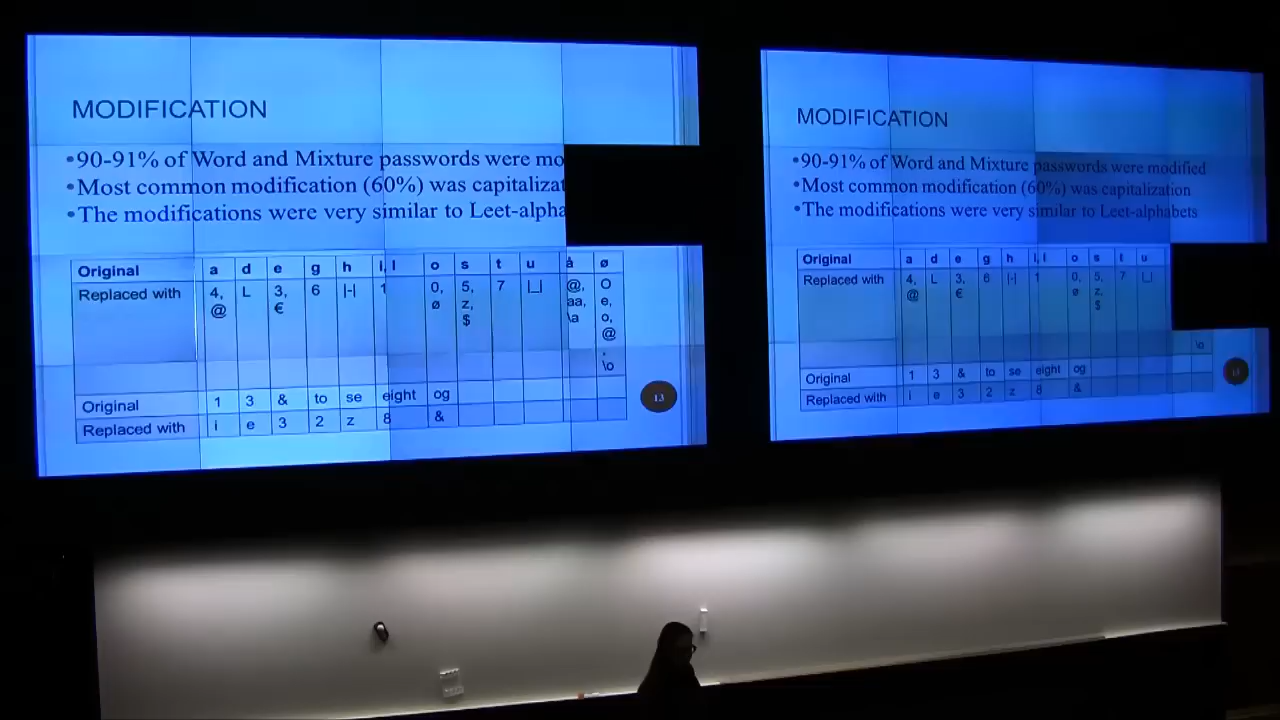 MODIFICATION
•90-91% of Word and Mixture passwords were mo
•Most common modification (60%) was capitalizat
•The modifications were very similar to Leet-alpha
Original a d e g h i, l o s t u å ø
Replaced with 4, @ L 3, € 6 |-| 1 0, ø 5, z, $ 7 |_| @, aa, \a O e, o, @ , \o
Original 1 3 & to se eight og
Replaced with i e 3 2 z 8 &
13
MODIFICATION
•90-91% of Word and Mixture passwords were modified
•Most common modification (60%) was capitalization
•The modifications were very similar to Leet-alphabets
Original a d e g h i, l o s t u
Replaced with 4, @ L 3, € 6 |-| 1 0, ø 5, z, $ 7 |_| \o
Original 1 3 & to se eight og
Replaced with i e 3 2 z 8 &
13